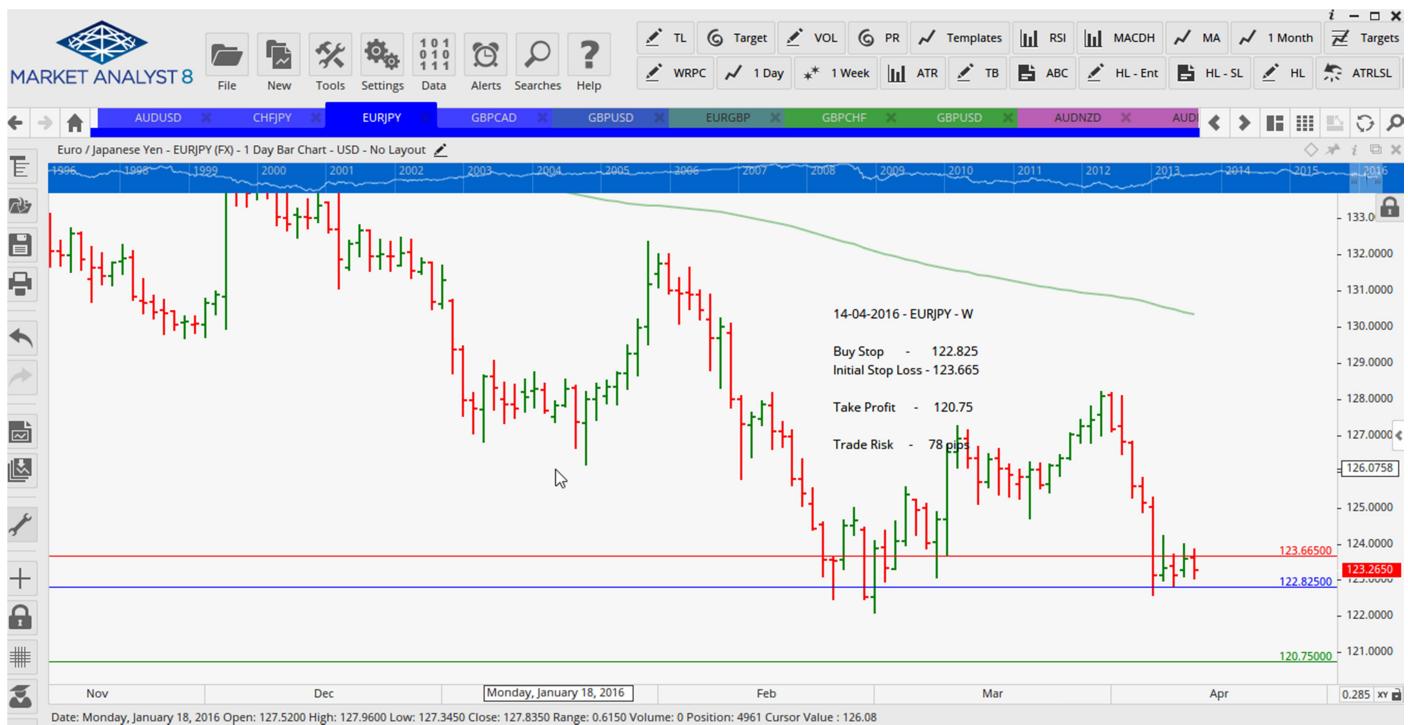 MARKET ANALYST 8
File New Tools Settings Data Alerts Searches Help
101
010
111
TL Target VOL PR Templates RSI MACDH MA 1 Month Targets
WRPC 1 Day 1 Week ATR TB ABC HL - Ent HL - SL HL ATRLSL
AUDUSD CHFJPY EURJPY GBPCAD GBPUSD EURGBP GBPCHF GBPUSD AUDNZD
Euro / Japanese Yen - EURJPY (FX) - 1 Day Bar Chart - USD - No Layout
1996 1998 1999 2000 2001 2002 2003 2004 2005 2007 2008 2009 2010 2011 2012 2013 2014 2015 2016
132.0000
131.0000
130.0000
129.0000
128.0000
127.0000
126.0758
125.0000
124.0000
123.2650
122.0000
121.0000
14-04-2016 - EURJPY - W
Buy Stop - 122.825
Initial Stop Loss - 123.665
Take Profit - 120.75
Trade Risk - 78 pips
123.66500
122.82500
120.75000
Nov Dec Monday, January 18, 2016 Feb Mar Apr 0.285 XY
Date: Monday, January 18, 2016 Open: 127.5200 High: 127.9600 Low: 127.3450 Close: 127.8350 Range: 0.6150 Volume: 0 Position: 4961 Cursor Value : 126.08